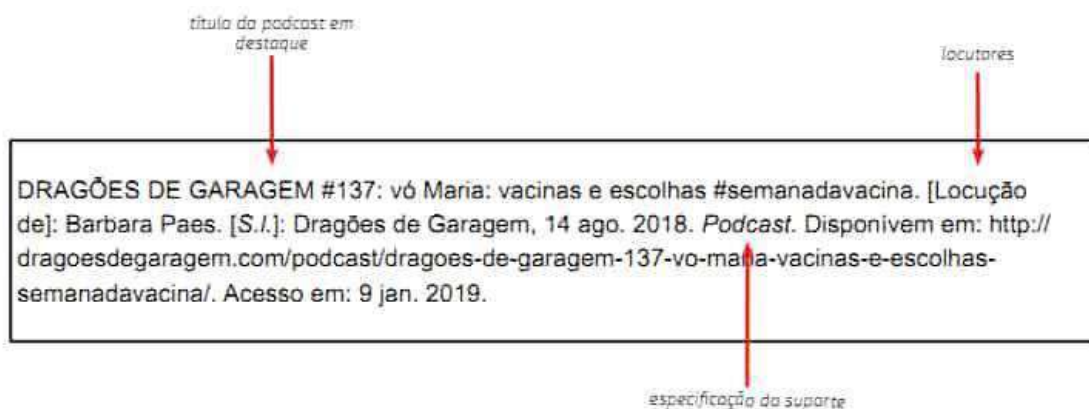 título da podcast em
destaque
locutores
DRAGÕES DE GARAGEM #137: vó Maria: vacinas e escolhas #semanadavacina. [Locução
de]: Barbara Paes. [S.l.]: Dragões de Garagem, 14 ago. 2018. Podcast. Disponívem em: http://
dragoesdegaragem.com/podcast/dragoes-de-garagem-137-vo-maria-vacinas-e-escolhas-
semanadavacina/. Acesso em: 9 jan. 2019.
especificação do suporte